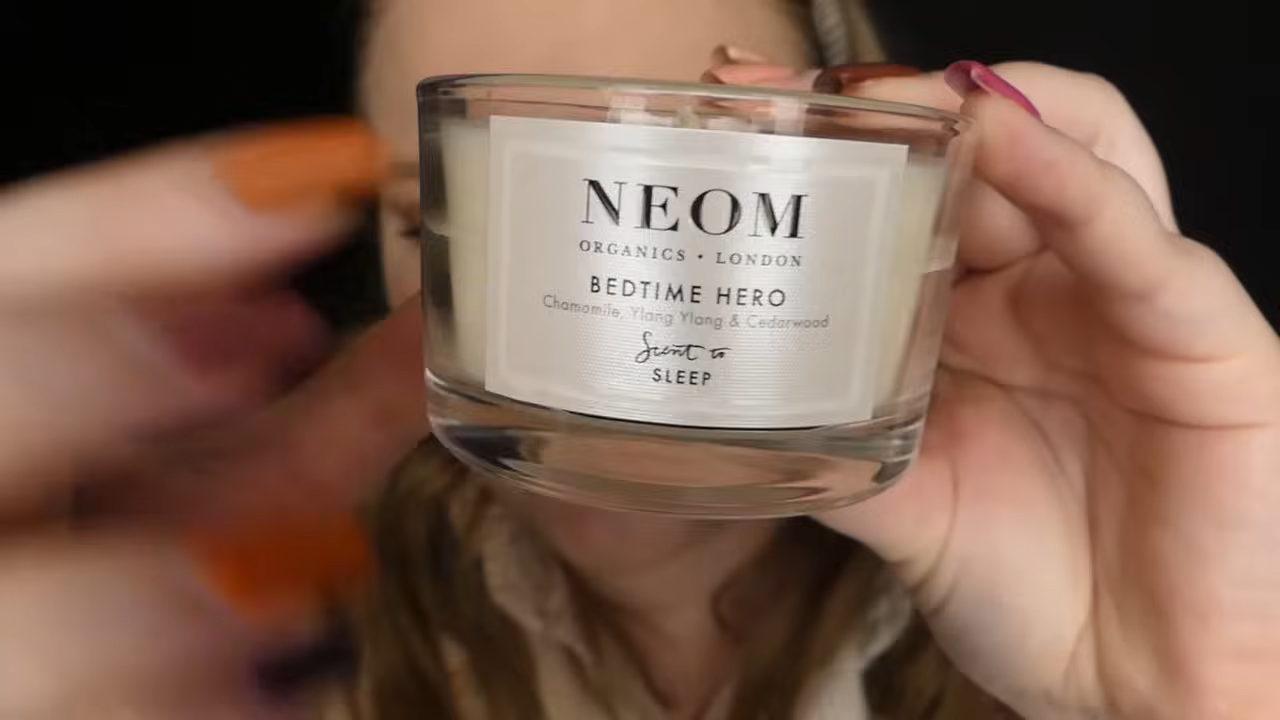 NEOM
ORGANICS • LONDON
BEDTIME HERO
Chamomile, Ylang Ylang & Cedarwood
Scent to
SLEEP